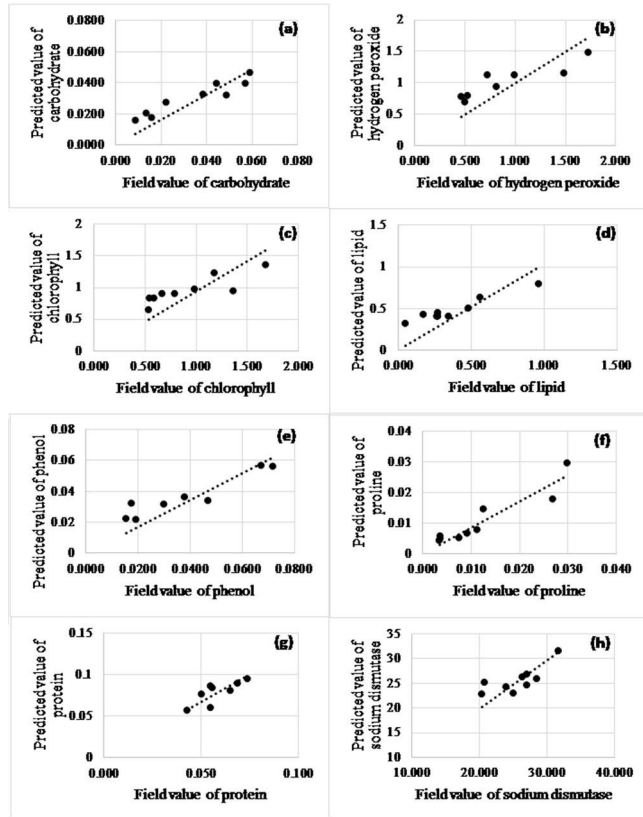 (a)
Predicted value of
carbohydrate
0.0800
0.0600
0.0400
0.0200
0.0000
0.000 0.020 0.040 0.060 0.080
Field value of carbohydrate
(b)
Predicted value of
hydrogen peroxide
2
1.5
1
0.5
0
0.000 0.500 1.000 1.500 2.000
Field value of hydrogen peroxide
(c)
Predicted value of
chlorophyll
2
1.5
1
0.5
0
0.000 0.500 1.000 1.500 2.000
Field value of chlorophyll
(d)
Predicted value of lipid
1.5
1
0.5
0
0.000 0.500 1.000 1.500
Field value of lipid
(e)
Predicted value of phenol
0.08
0.06
0.04
0.02
0
0.0000 0.0200 0.0400 0.0600 0.0800
Field value of phenol
(f)
Predicted value of
proline
0.04
0.03
0.02
0.01
0
0.000 0.010 0.020 0.030 0.040
Field value of proline
(g)
Predicted value of
protein
0.15
0.1
0.05
0
0.000 0.050 0.100
Field value of protein
(h)
Predicted value of
sodium dismutase
35
30
25
20
15
10
10.000 20.000 30.000 40.000
Field value of sodium dismutase